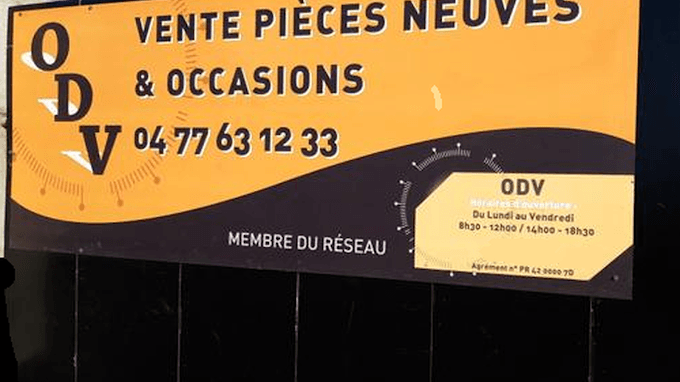 ODV
VENTE PIÈCES NEUVES
& OCCASIONS
04 77 63 12 33
MEMBRE DU RÉSEAU
ODV
Horaires d'ouverture :
Du Lundi au Vendredi
8h30 - 12h00 / 14h00 - 18h30
Agrément n° PR 42 0000 7D